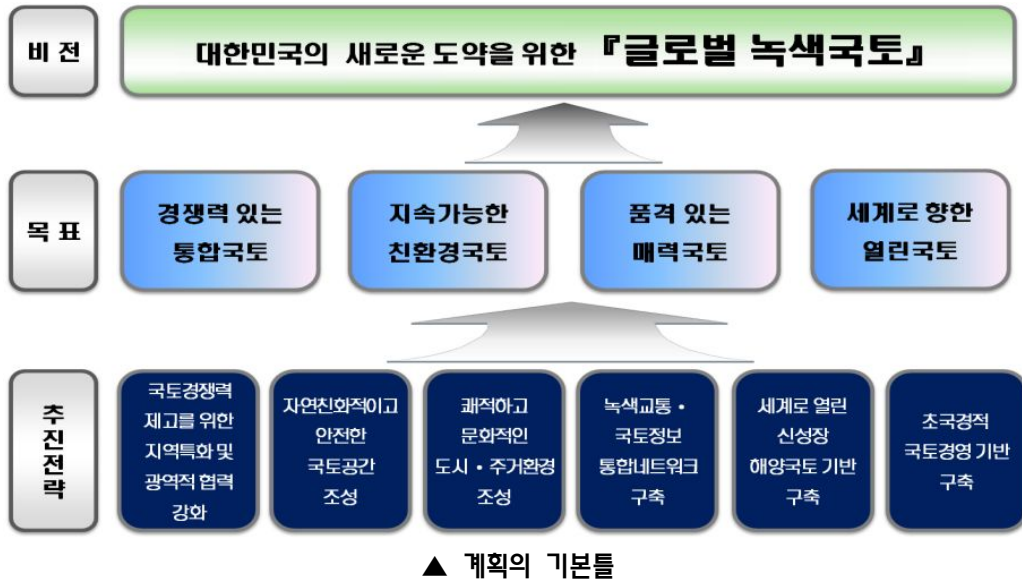 비 전
대한민국의 새로운 도약을 위한 『글로벌 녹색국토』
목 표
경쟁력 있는
통합국토
지속가능한
친환경국토
품격 있는
매력국토
세계로 향한
열린국토
추
진
전
략
국토경쟁력
제고를 위한
지역특화 및
광역적 협력
강화
자연친화적이고
안전한
국토공간
조성
쾌적하고
문화적인
도시 • 주거환경
조성
녹색교통 •
국토정보
통합네트워크
구축
세계로 열린
신성장
해양국토 기반
구축
초국경적
국토경영 기반
구축
▲ 계획의 기본틀